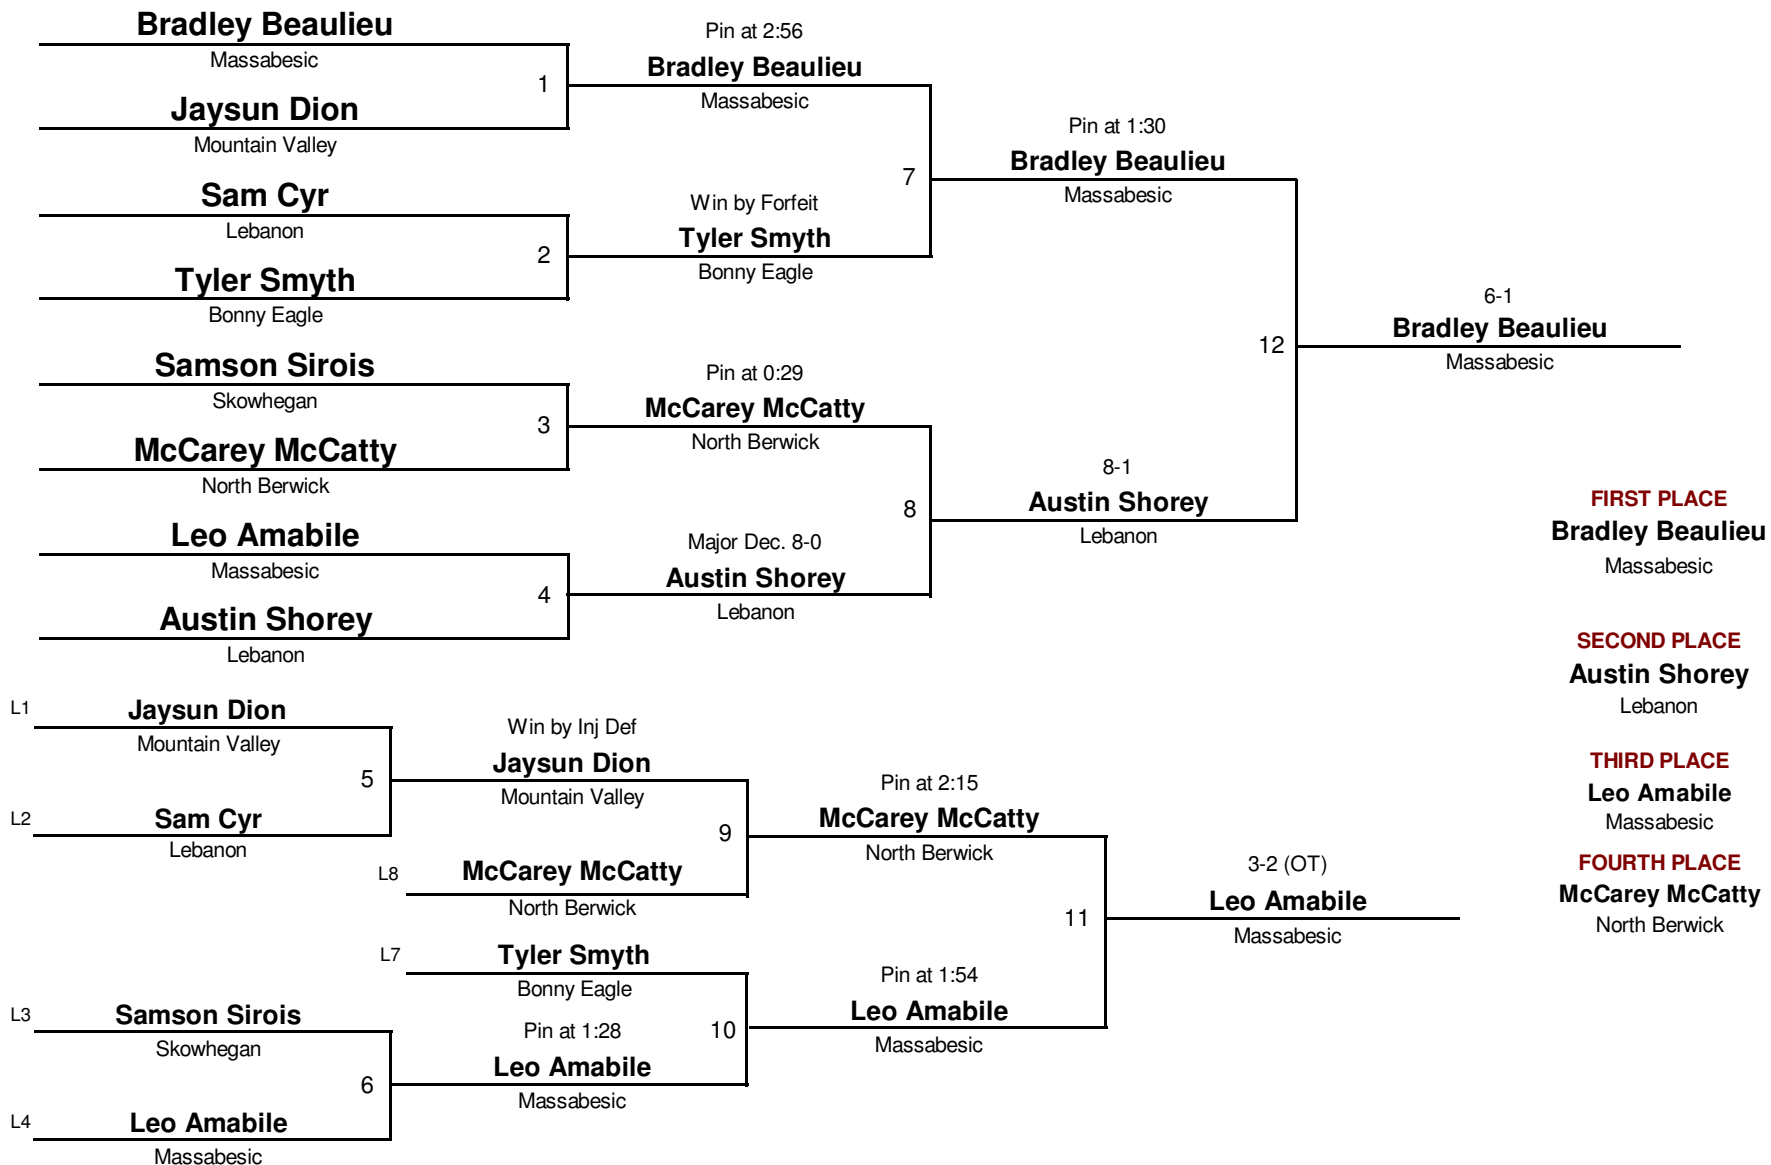 Bradley Beaulieu
Massabesic
1
Jaysun Dion
Mountain Valley
Sam Cyr
Lebanon
2
Tyler Smyth
Bonny Eagle
Samson Sirois
Skowhegan
3
McCarey McCatty
North Berwick
Leo Amabile
Massabesic
4
Austin Shorey
Lebanon
Pin at 2:56
Bradley Beaulieu
Massabesic
7
Win by Forfeit
Tyler Smyth
Bonny Eagle
Pin at 0:29
McCarey McCatty
North Berwick
8
Major Dec. 8-0
Austin Shorey
Lebanon
Pin at 1:30
Bradley Beaulieu
Massabesic
12
8-1
Austin Shorey
Lebanon
6-1
Bradley Beaulieu
Massabesic
L1 Jaysun Dion
Mountain Valley
5
L2 Sam Cyr
Lebanon
L3 Samson Sirois
Skowhegan
6
L4 Leo Amabile
Massabesic
Win by Inj Def
Jaysun Dion
Mountain Valley
9
L8 McCarey McCatty
North Berwick
L7 Tyler Smyth
Bonny Eagle
10
Pin at 1:28
Leo Amabile
Massabesic
Pin at 2:15
McCarey McCatty
North Berwick
11
Pin at 1:54
Leo Amabile
Massabesic
3-2 (OT)
Leo Amabile
Massabesic
FIRST PLACE
Bradley Beaulieu
Massabesic
SECOND PLACE
Austin Shorey
Lebanon
THIRD PLACE
Leo Amabile
Massabesic
FOURTH PLACE
McCarey McCatty
North Berwick